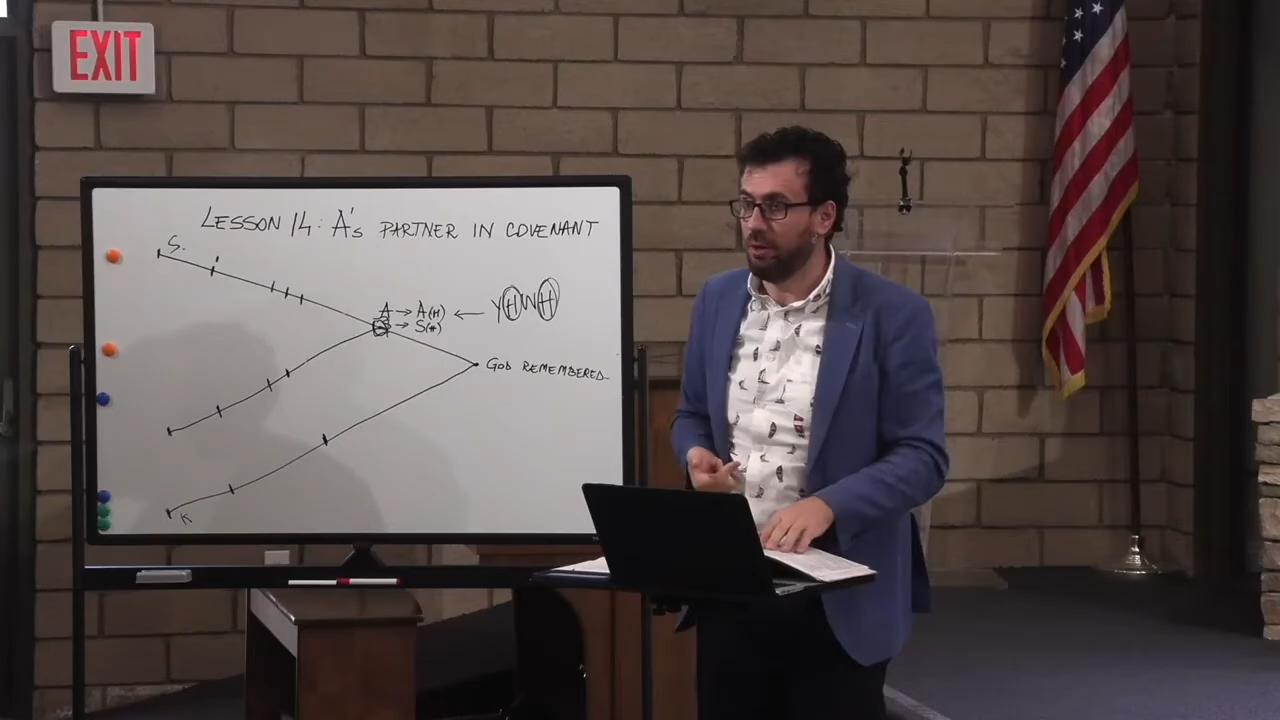 EXIT
LESSON 14: A's PARTNER IN COVENANT
S.
A → A(H) ← YHWH
S → S(H)
GOD REMEMBERED
K